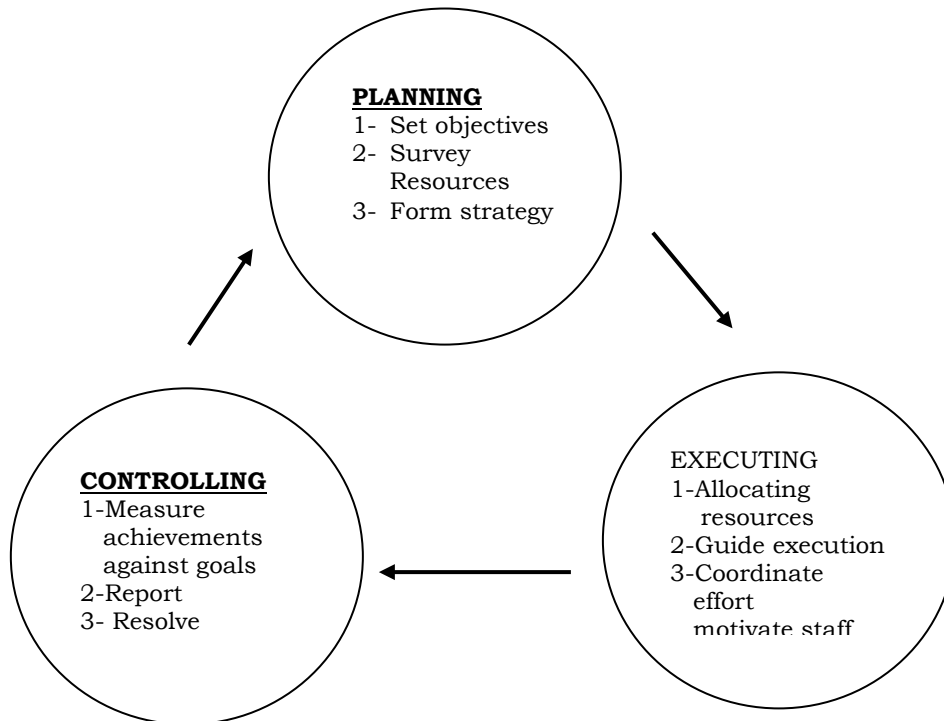 PLANNING
1- Set objectives
2- Survey
Resources
3- Form strategy
CONTROLLING
1-Measure
achievements
against goals
2-Report
3- Resolve
EXECUTING
1-Allocating
resources
2-Guide execution
3-Coordinate
effort
motivate staff